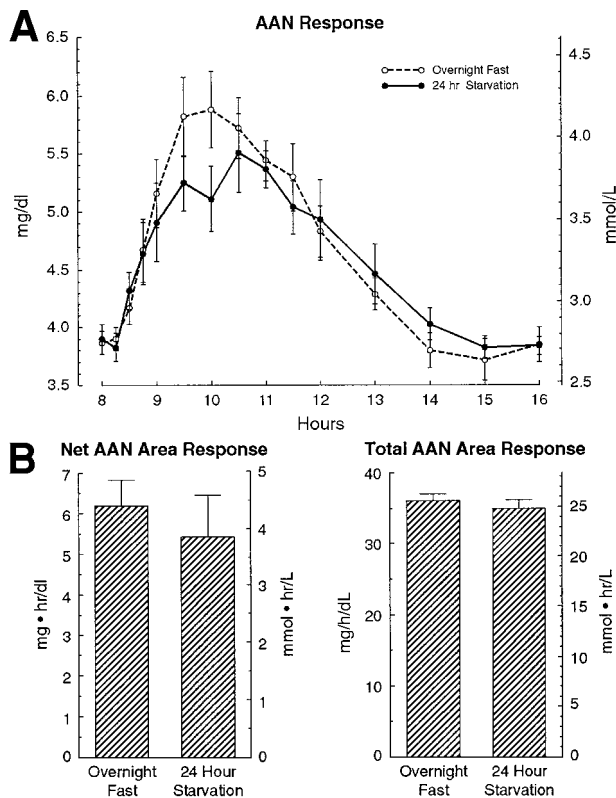 A
AAN Response
6.5
6.0
5.5
5.0
4.5
4.0
3.5
mg/dl
4.5
4.0
3.5
3.0
2.5
mmol/L
Overnight Fast
24 hr Starvation
8 9 10 11 12 13 14 15 16
Hours
B
Net AAN Area Response
7
6
5
4
3
2
1
0
mg • hr/dl
5
4
3
2
1
0
mmol • hr/L
Overnight
Fast
24 Hour
Starvation
Total AAN Area Response
40
35
30
20
10
0
mg/h/dL
25
20
15
10
5
0
mmol • hr/L
Overnight
Fast
24 Hour
Starvation